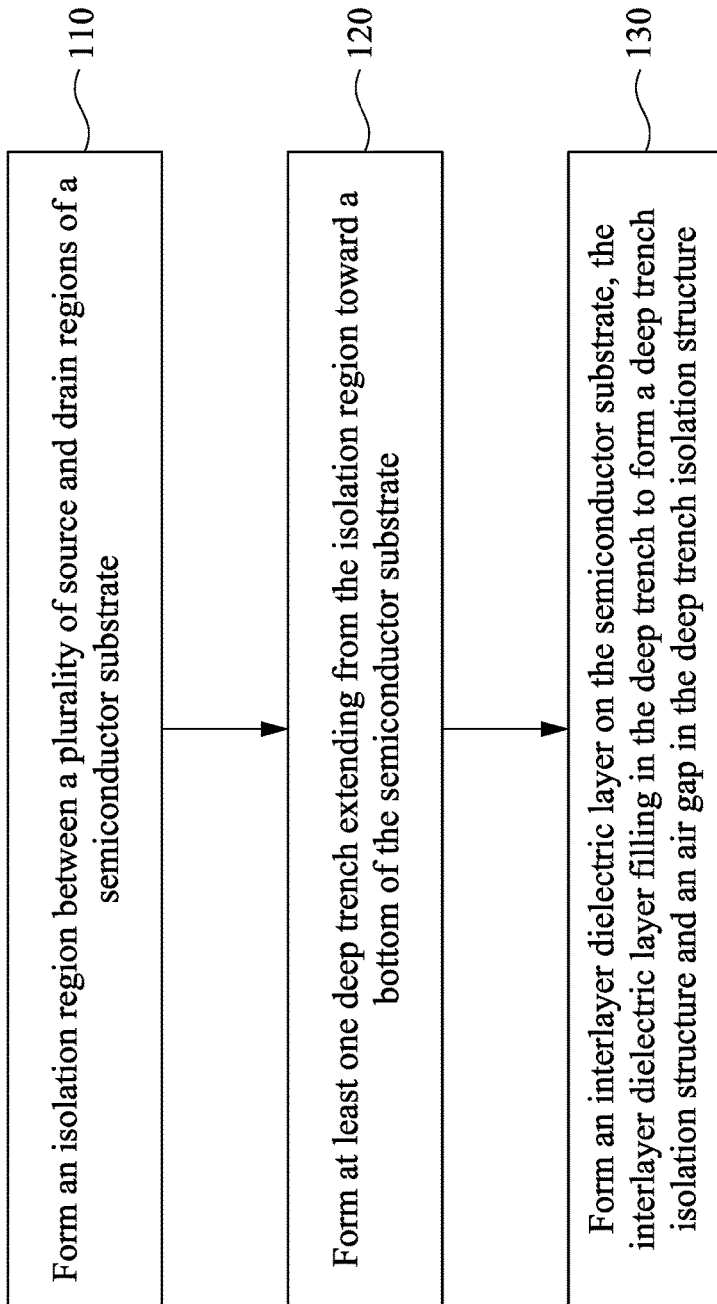 Form an isolation region between a plurality of source and drain regions of a
semiconductor substrate
110
Form at least one deep trench extending from the isolation region toward a
bottom of the semiconductor substrate
120
Form an interlayer dielectric layer on the semiconductor substrate, the
interlayer dielectric layer filling in the deep trench to form a deep trench
isolation structure and an air gap in the deep trench isolation structure
130